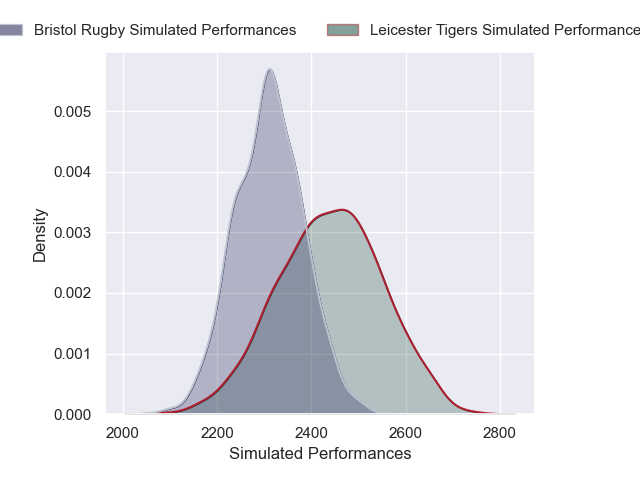 Bristol Rugby Simulated Performances
Leicester Tigers Simulated Performance
0.005
0.004
0.003
0.002
0.001
0.000
Density
2000 2200 2400 2600 2800
Simulated Performances